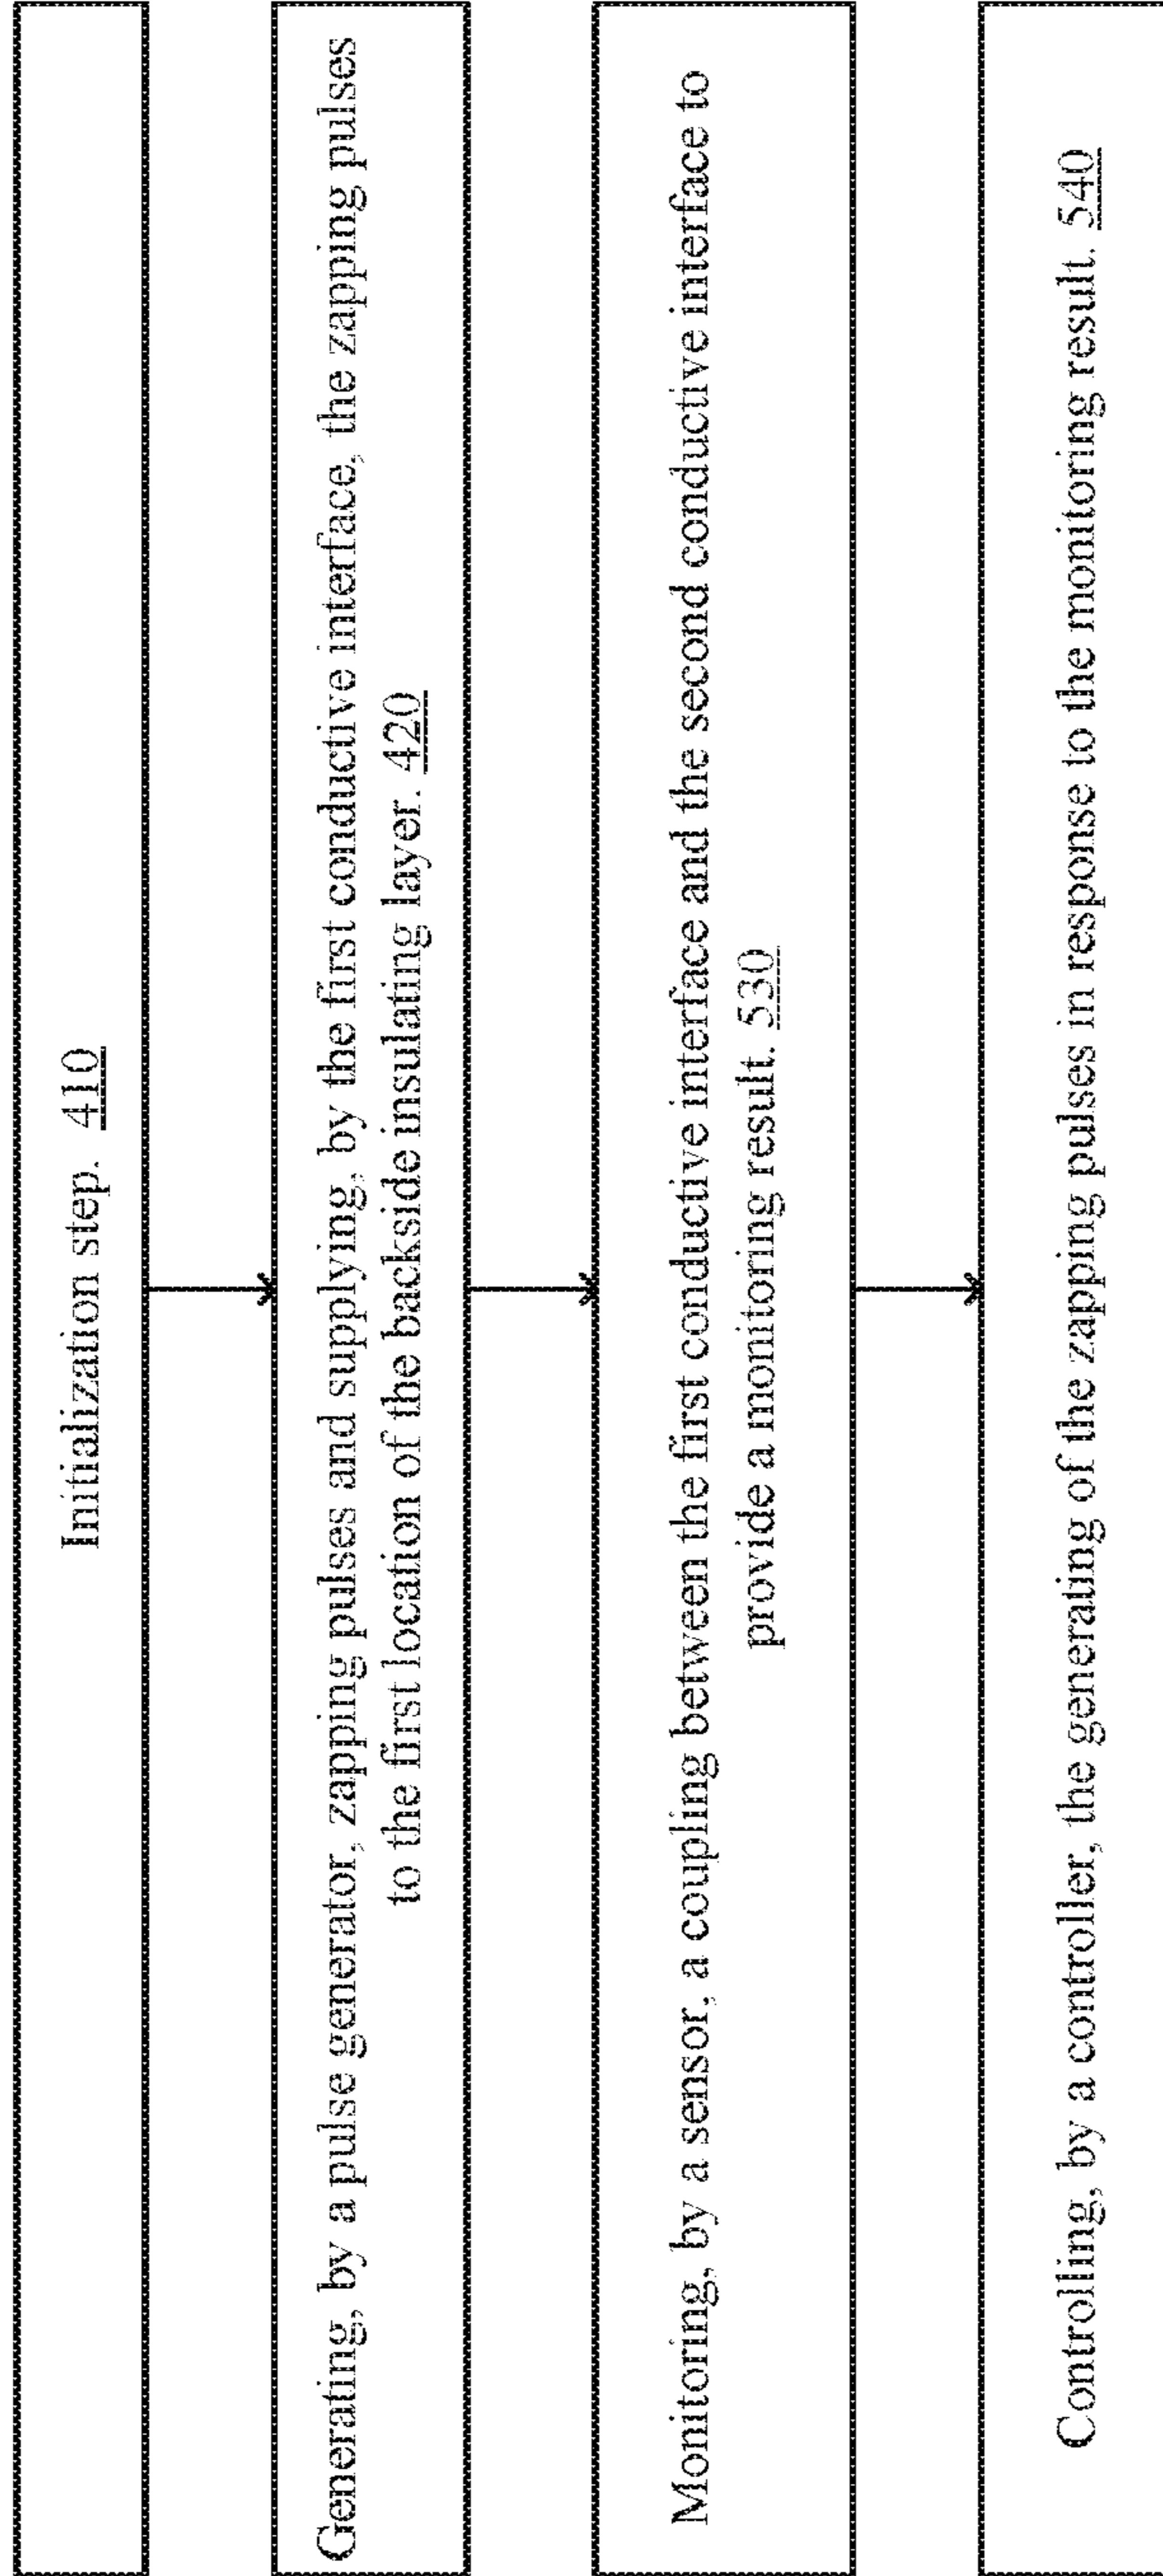 Initialization step. 410
Generating, by a pulse generator, zapping pulses and supplying, by the first conductive interface, the zapping pulses
to the first location of the backside insulating layer. 420
Monitoring, by a sensor, a coupling between the first conductive interface and the second conductive interface to
provide a monitoring result. 530
Controlling, by a controller, the generating of the zapping pulses in response to the monitoring result. 540